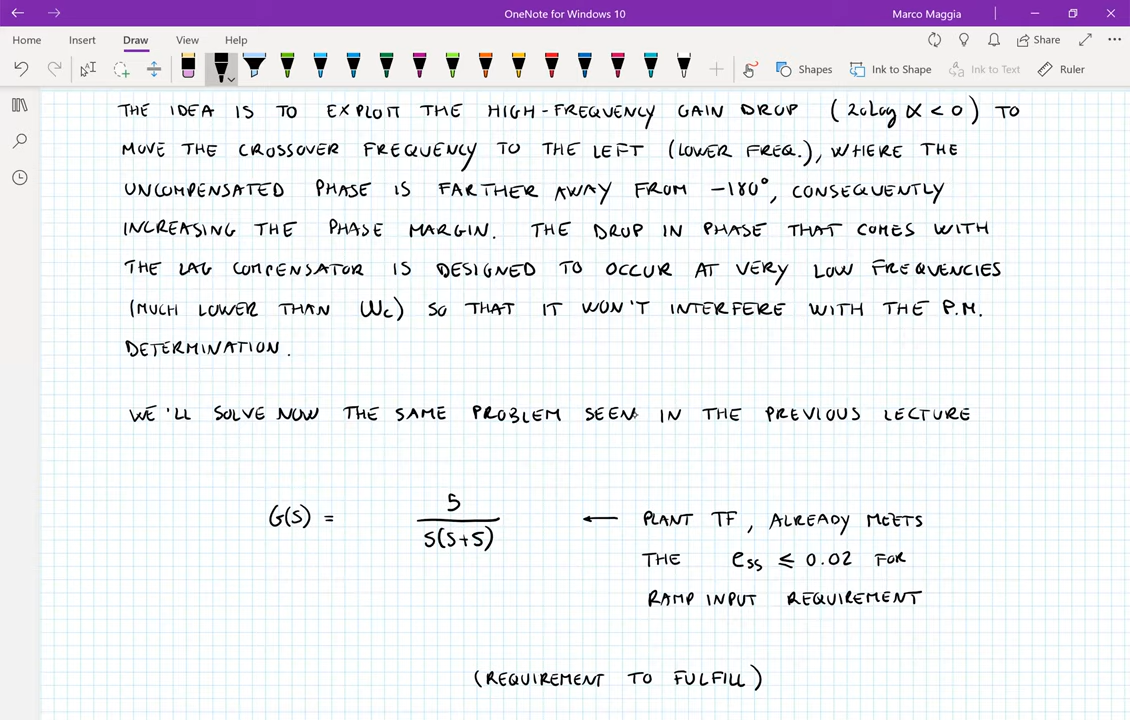 OneNote for Windows 10
Marco Maggia
Home Insert Draw View Help
Share
Shapes Ink to Shape Ink to Text Ruler
THE IDEA IS TO EXPLOIT THE HIGH-FREQUENCY GAIN DROP (20log α < 0) TO
MOVE THE CROSSOVER FREQUENCY TO THE LEFT (LOWER FREQ.), WHERE THE
UNCOMPENSATED PHASE IS FARTHER AWAY FROM -180°, CONSEQUENTLY
INCREASING THE PHASE MARGIN. THE DROP IN PHASE THAT COMES WITH
THE LAG COMPENSATOR IS DESIGNED TO OCCUR AT VERY LOW FREQUENCIES
(MUCH LOWER THAN ωc) SO THAT IT WON'T INTERFERE WITH THE P.M.
DETERMINATION.
WE'LL SOLVE NOW THE SAME PROBLEM SEEN IN THE PREVIOUS LECTURE
G(S) = 5 / S(S+5) ← PLANT TF, ALREADY MEETS
THE ess ≤ 0.02 FOR
RAMP INPUT REQUIREMENT
(REQUIREMENT TO FULFILL)